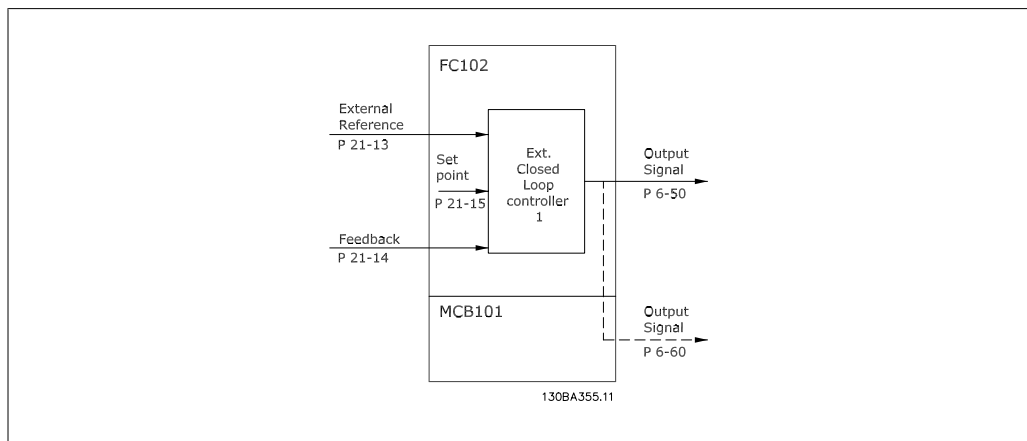 FC102
External
Reference
P 21-13
Set
point
P 21-15
Feedback
P 21-14
Ext.
Closed
Loop
controller
1
Output
Signal
P 6-50
MCB101
Output
Signal
P 6-60
130BA355.11